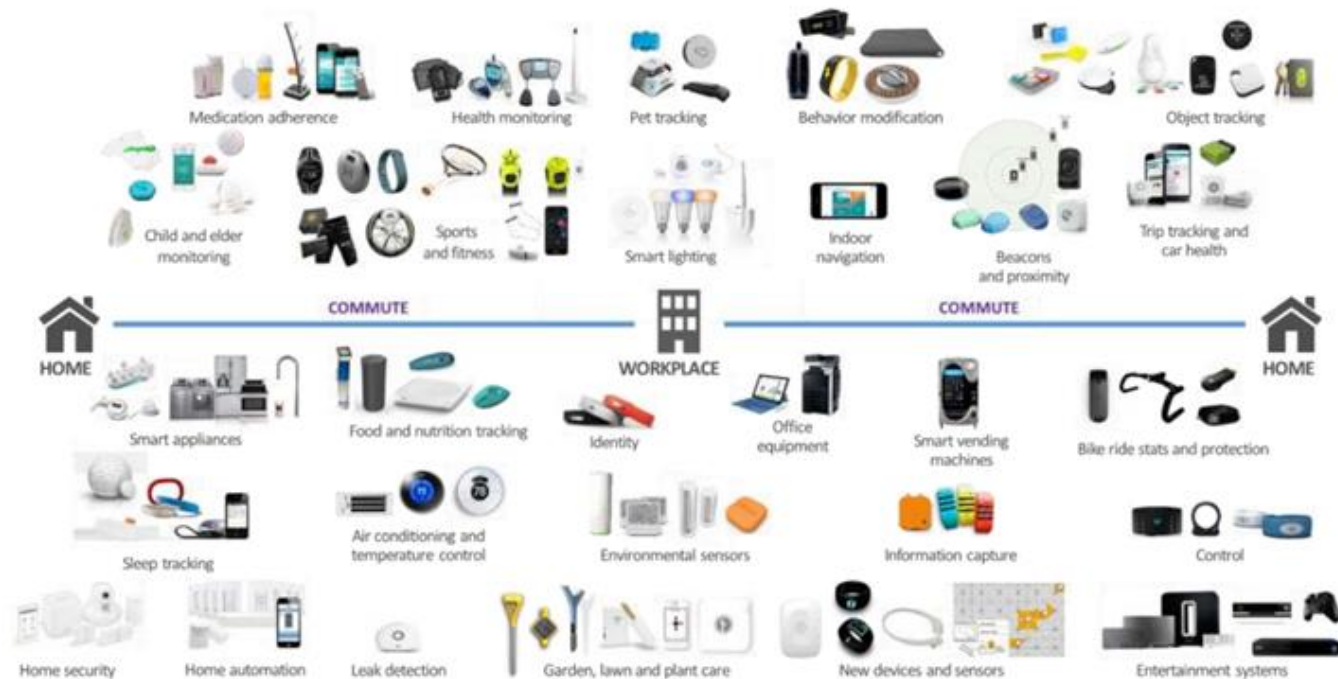 Medication adherence
Health monitoring
Pet tracking
Behavior modification
Object tracking
Child and elder
monitoring
Sports
and fitness
Smart lighting
Indoor
navigation
Beacons
and proximity
Trip tracking and
car health
COMMUTE
COMMUTE
HOME
WORKPLACE
HOME
Smart appliances
Food and nutrition tracking
Identity
Office
equipment
Smart vending
machines
Bike ride stats and protection
Sleep tracking
Air conditioning and
temperature control
Environmental sensors
Information capture
Control
Home security
Home automation
Leak detection
Garden, lawn and plant care
New devices and sensors
Entertainment systems